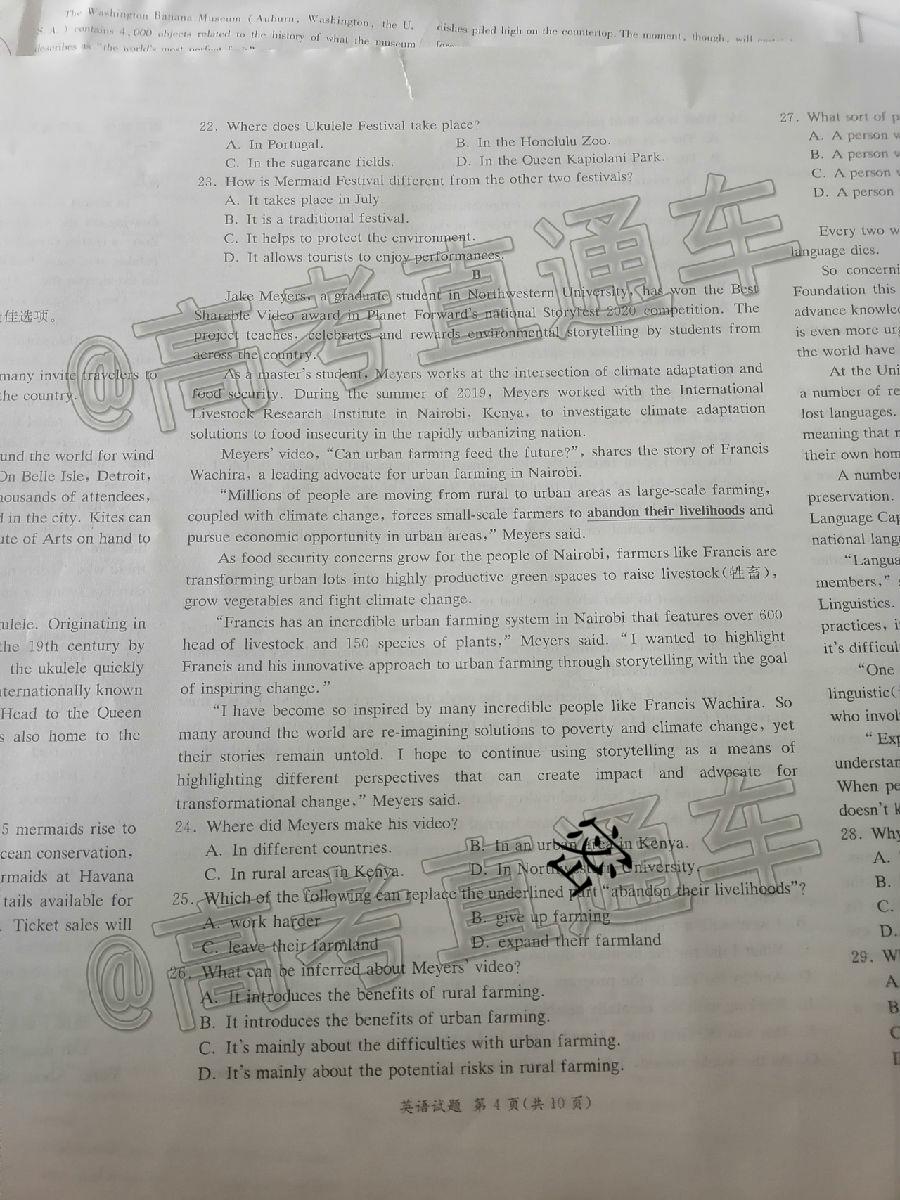 The Washington Banana Museum (Auburn, Washington, the U.
S. A.) contains 4,000 objects related to the history of what the museum
describes as "the world's most perfect
dishes piled high on the countertop. The moment, though, will
22. Where does Ukulele Festival take place?
A. In Portugal. B. In the Honolulu Zoo.
C. In the sugarcane fields. D. In the Queen Kapiolani Park.
23. How is Mermaid Festival different from the other two festivals?
A. It takes place in July
B. It is a traditional festival.
C. It helps to protect the environment.
D. It allows tourists to enjoy performances.
B
Jake Meyers, a graduate student in Northwestern University, has won the Best
Sharable Video award in Planet Forward's national Storyfest 2020 competition. The
project teaches, celebrates and rewards environmental storytelling by students from
across the country.
As a master's student, Meyers works at the intersection of climate adaptation and
food security. During the summer of 2019, Meyers worked with the International
Livestock Research Institute in Nairobi, Kenya, to investigate climate adaptation
solutions to food insecurity in the rapidly urbanizing nation.
Meyers' video, "Can urban farming feed the future?", shares the story of Francis
Wachira, a leading advocate for urban farming in Nairobi.
"Millions of people are moving from rural to urban areas as large-scale farming,
coupled with climate change, forces small-scale farmers to abandon their livelihoods and
pursue economic opportunity in urban areas," Meyers said.
As food security concerns grow for the people of Nairobi, farmers like Francis are
transforming urban lots into highly productive green spaces to raise livestock(牲畜),
grow vegetables and fight climate change.
"Francis has an incredible urban farming system in Nairobi that features over 600
head of livestock and 150 species of plants," Meyers said. "I wanted to highlight
Francis and his innovative approach to urban farming through storytelling with the goal
of inspiring change."
"I have become so inspired by many incredible people like Francis Wachira. So
many around the world are re-imagining solutions to poverty and climate change, yet
their stories remain untold. I hope to continue using storytelling as a means of
highlighting different perspectives that can create impact and advocate for
transformational change," Meyers said.
24. Where did Meyers make his video?
A. In different countries. B. In an urban area in Kenya.
C. In rural areas in Kenya. D. In Northwestern University.
25. Which of the following can replace the underlined part "abandon their livelihoods"?
A. work harder B. give up farming
C. leave their farmland D. expand their farmland
26. What can be inferred about Meyers' video?
A. It introduces the benefits of rural farming.
B. It introduces the benefits of urban farming.
C. It's mainly about the difficulties with urban farming.
D. It's mainly about the potential risks in rural farming.
英语试题 第 4 页(共 10 页)
佳选项。
many invite travelers to
the country.
und the world for wind
On Belle Isle, Detroit,
housands of attendees,
in the city. Kites can
ute of Arts on hand to
ulele. Originating in
the 19th century by
the ukulele quickly
nternationally known
Head to the Queen
s also home to the
5 mermaids rise to
cean conservation,
rmaids at Havana
tails available for
. Ticket sales will
27. What sort of p
A. A person w
B. A person w
C. A person w
D. A person
Every two w
language dies.
So concerni
Foundation this
advance knowle
is even more urg
the world have
At the Uni
a number of re
lost languages.
meaning that
their own hom
A number
preservation.
Language Cap
national lang
"Langua
members,"
Linguistics.
practices, i
it's difficul
"One
linguistic(
who invol
"Exp
understan
When pe
doesn't k
28. Why
A.
B.
C.
D.
29. W
A
B
C
@高考直通车
@高考直通车